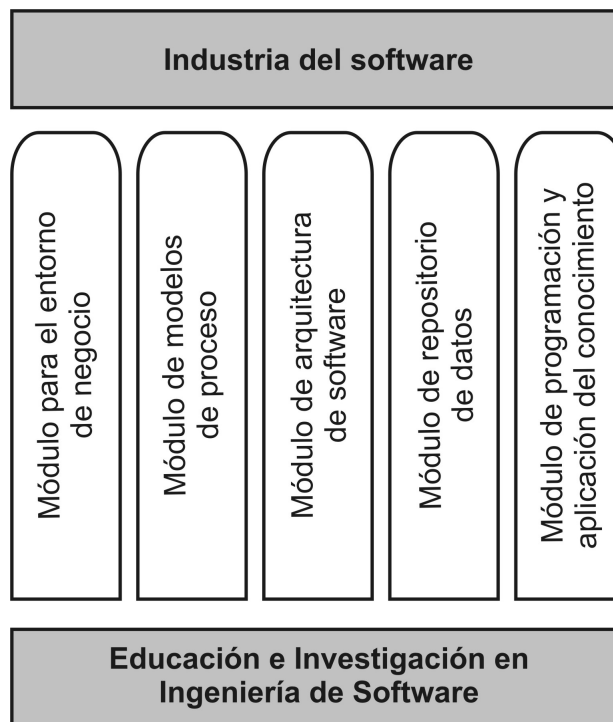 Industria del software
Módulo para el entorno
de negocio
Módulo de modelos
de proceso
Módulo de arquitectura
de software
Módulo de repositorio
de datos
Módulo de programación y
aplicación del conocimiento
Educación e Investigación en
Ingeniería de Software